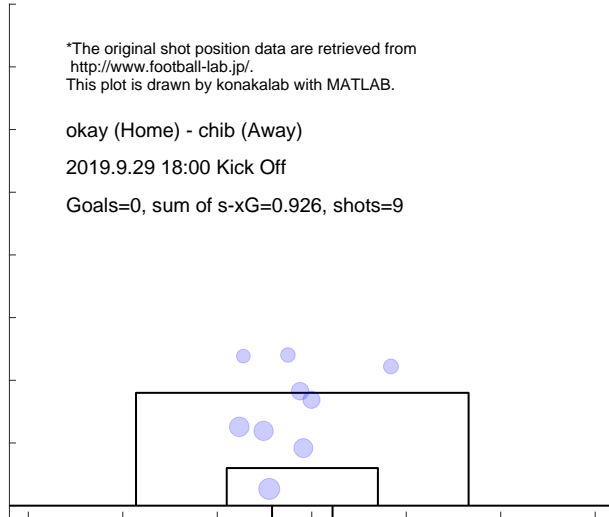 *The original shot position data are retrieved from
http://www.football-lab.jp/.
This plot is drawn by konakalab with MATLAB.
okay (Home) - chib (Away)
2019.9.29 18:00 Kick Off
Goals=0, sum of s-xG=0.926, shots=9